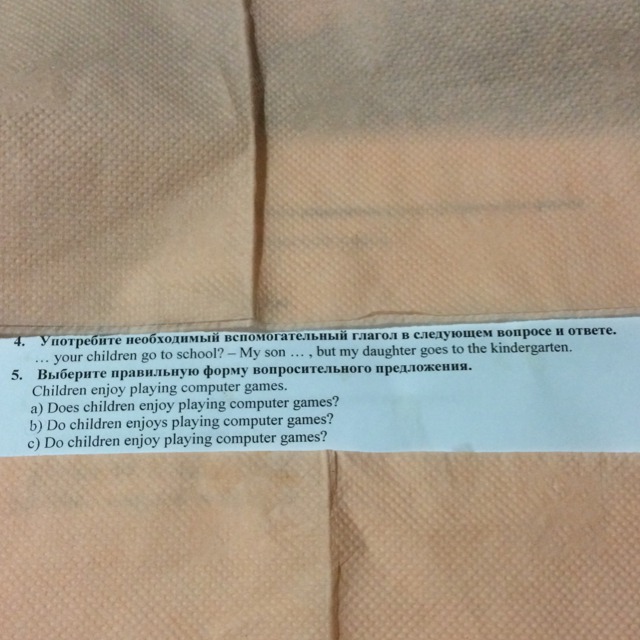 4. Употребите необходимый вспомогательный глагол в следующем вопросе и ответе.
… your children go to school? – My son … , but my daughter goes to the kindergarten.
5. Выберите правильную форму вопросительного предложения.
Children enjoy playing computer games.
a) Does children enjoy playing computer games?
b) Do children enjoys playing computer games?
c) Do children enjoy playing computer games?